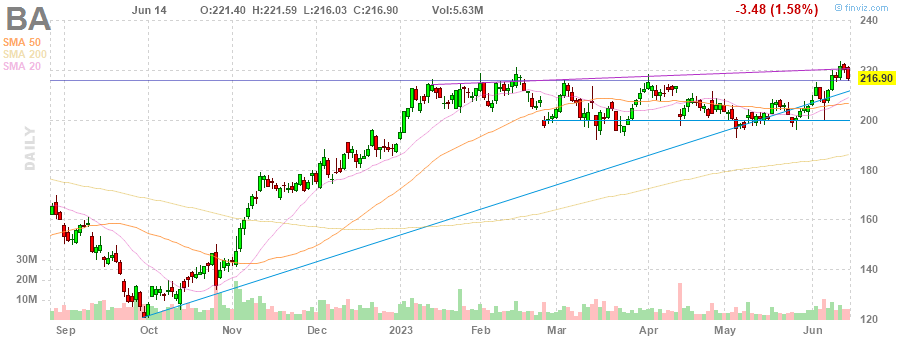 BA Jun 14 O:221.40 H:221.59 L:216.03 C:216.90 Vol:5.63M -3.48 (1.58%) © finviz.com
SMA 50
SMA 200
SMA 20
DAILY
240
220
216.90
200
180
160
140
120
30M
20M
10M
Sep Oct Nov Dec 2023 Feb Mar Apr May Jun